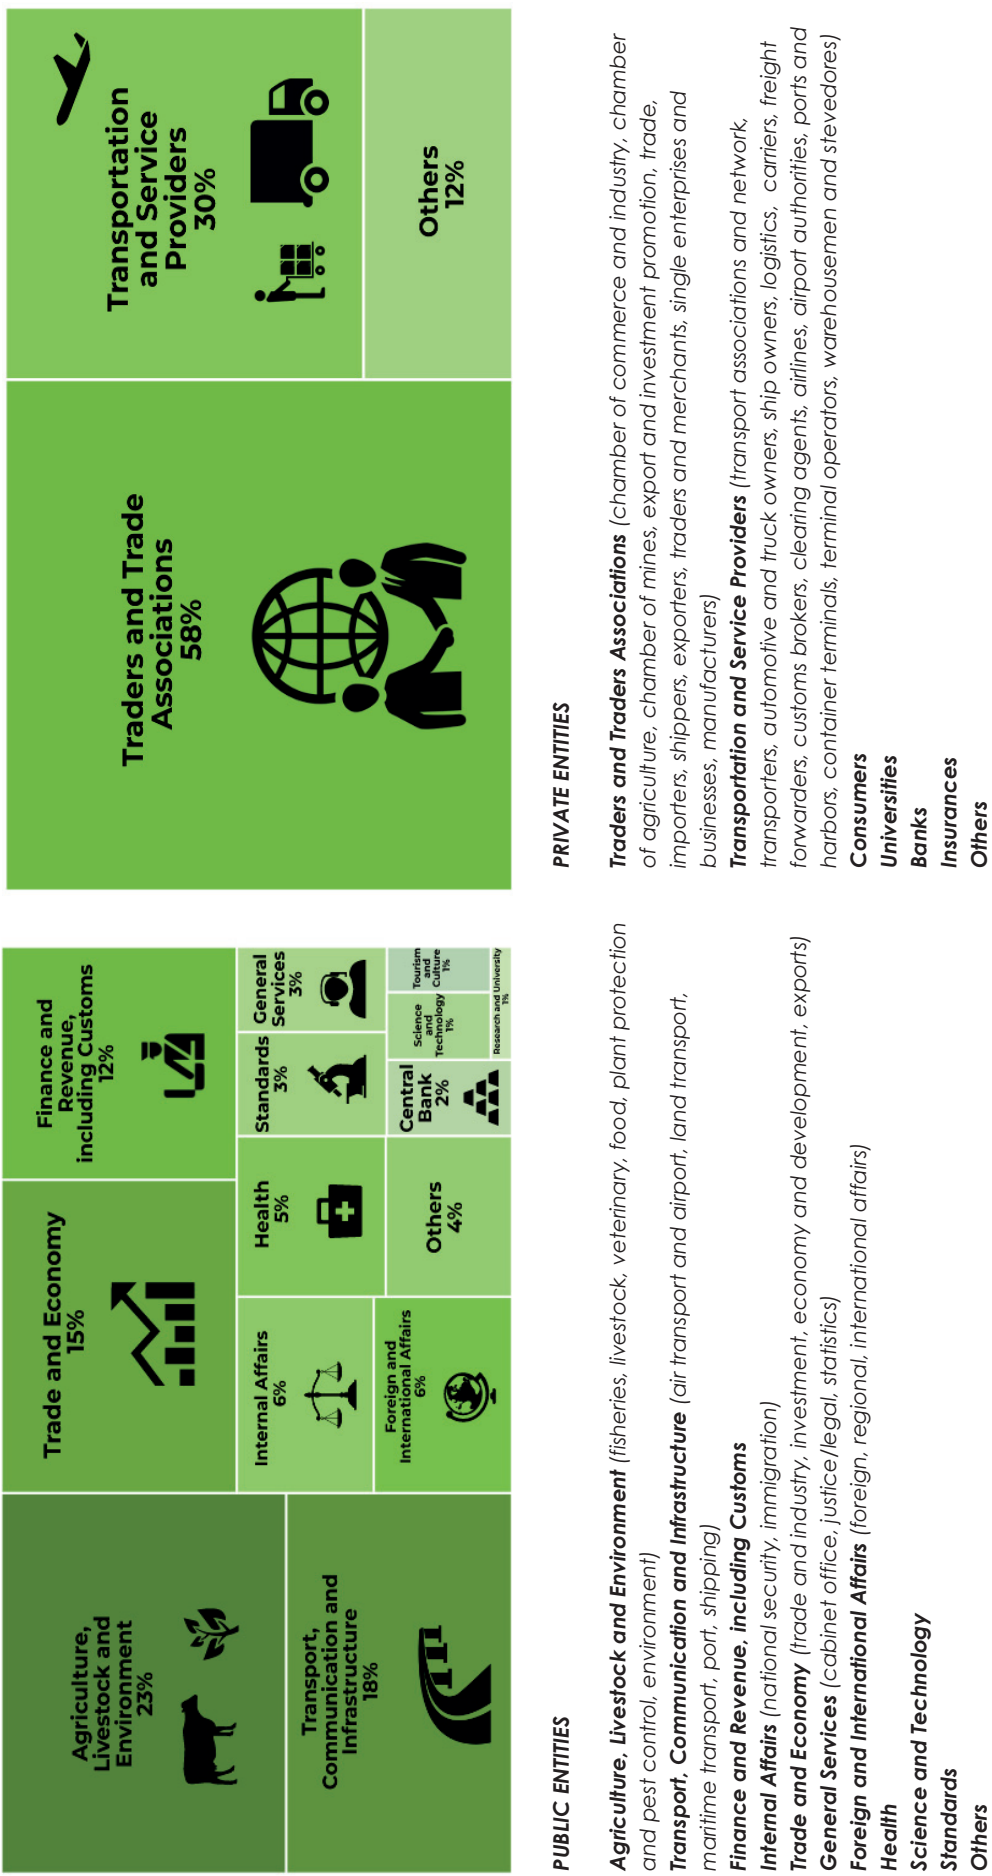 Agriculture,
Livestock and
Environment
23%
Transport,
Communication and
Infrastructure
18%
Trade and Economy
15%
Finance and
Revenue,
including Customs
12%
Internal Affairs
6%
Foreign and
International Affairs
6%
Health
5%
Others
4%
Standards
3%
General
Services
3%
Central
Bank
2%
Science
and
Technology
1%
Tourism
and
Culture
1%
Research and University
1%
Traders and Trade
Associations
58%
Transportation
and Service
Providers
30%
Others
12%
PUBLIC ENTITIES
Agriculture, Livestock and Environment (fisheries, livestock, veterinary, food, plant protection
and pest control, environment)
Transport, Communication and Infrastructure (air transport and airport, land transport,
maritime transport, port, shipping)
Finance and Revenue, including Customs
Internal Affairs (national security, immigration)
Trade and Economy (trade and industry, investment, economy and development, exports)
General Services (cabinet office, justice/legal, statistics)
Foreign and International Affairs (foreign, regional, international affairs)
Health
Science and Technology
Standards
Others
PRIVATE ENTITIES
Traders and Traders Associations (chamber of commerce and industry, chamber
of agriculture, chamber of mines, export and investment promotion, trade,
importers, shippers, exporters, traders and merchants, single enterprises and
businesses, manufacturers)
Transportation and Service Providers (transport associations and network,
transporters, automotive and truck owners, ship owners, logistics, carriers, freight
forwarders, customs brokers, clearing agents, airlines, airport authorities, ports and
harbors, container terminals, terminal operators, warehousemen and stevedores)
Consumers
Universities
Banks
Insurances
Others